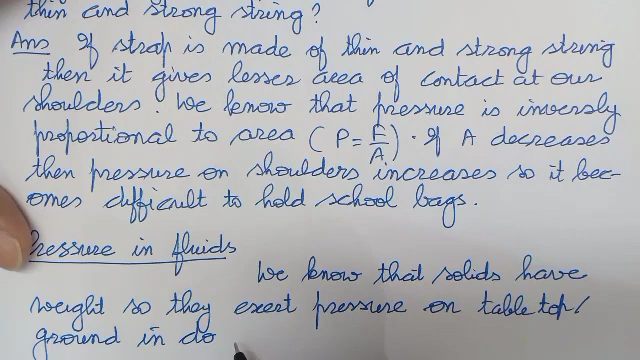 thin and strong string?
Ans If strap is made of thin and strong string
then it gives lesser area of contact at our
shoulders. We know that pressure is inversly
proportional to area (P = F/A). If A decreases
then pressure on shoulders increases so it bec-
omes difficult to hold school bags.
Pressure in fluids
We know that solids have
weight so they exert pressure on table top/
ground in do